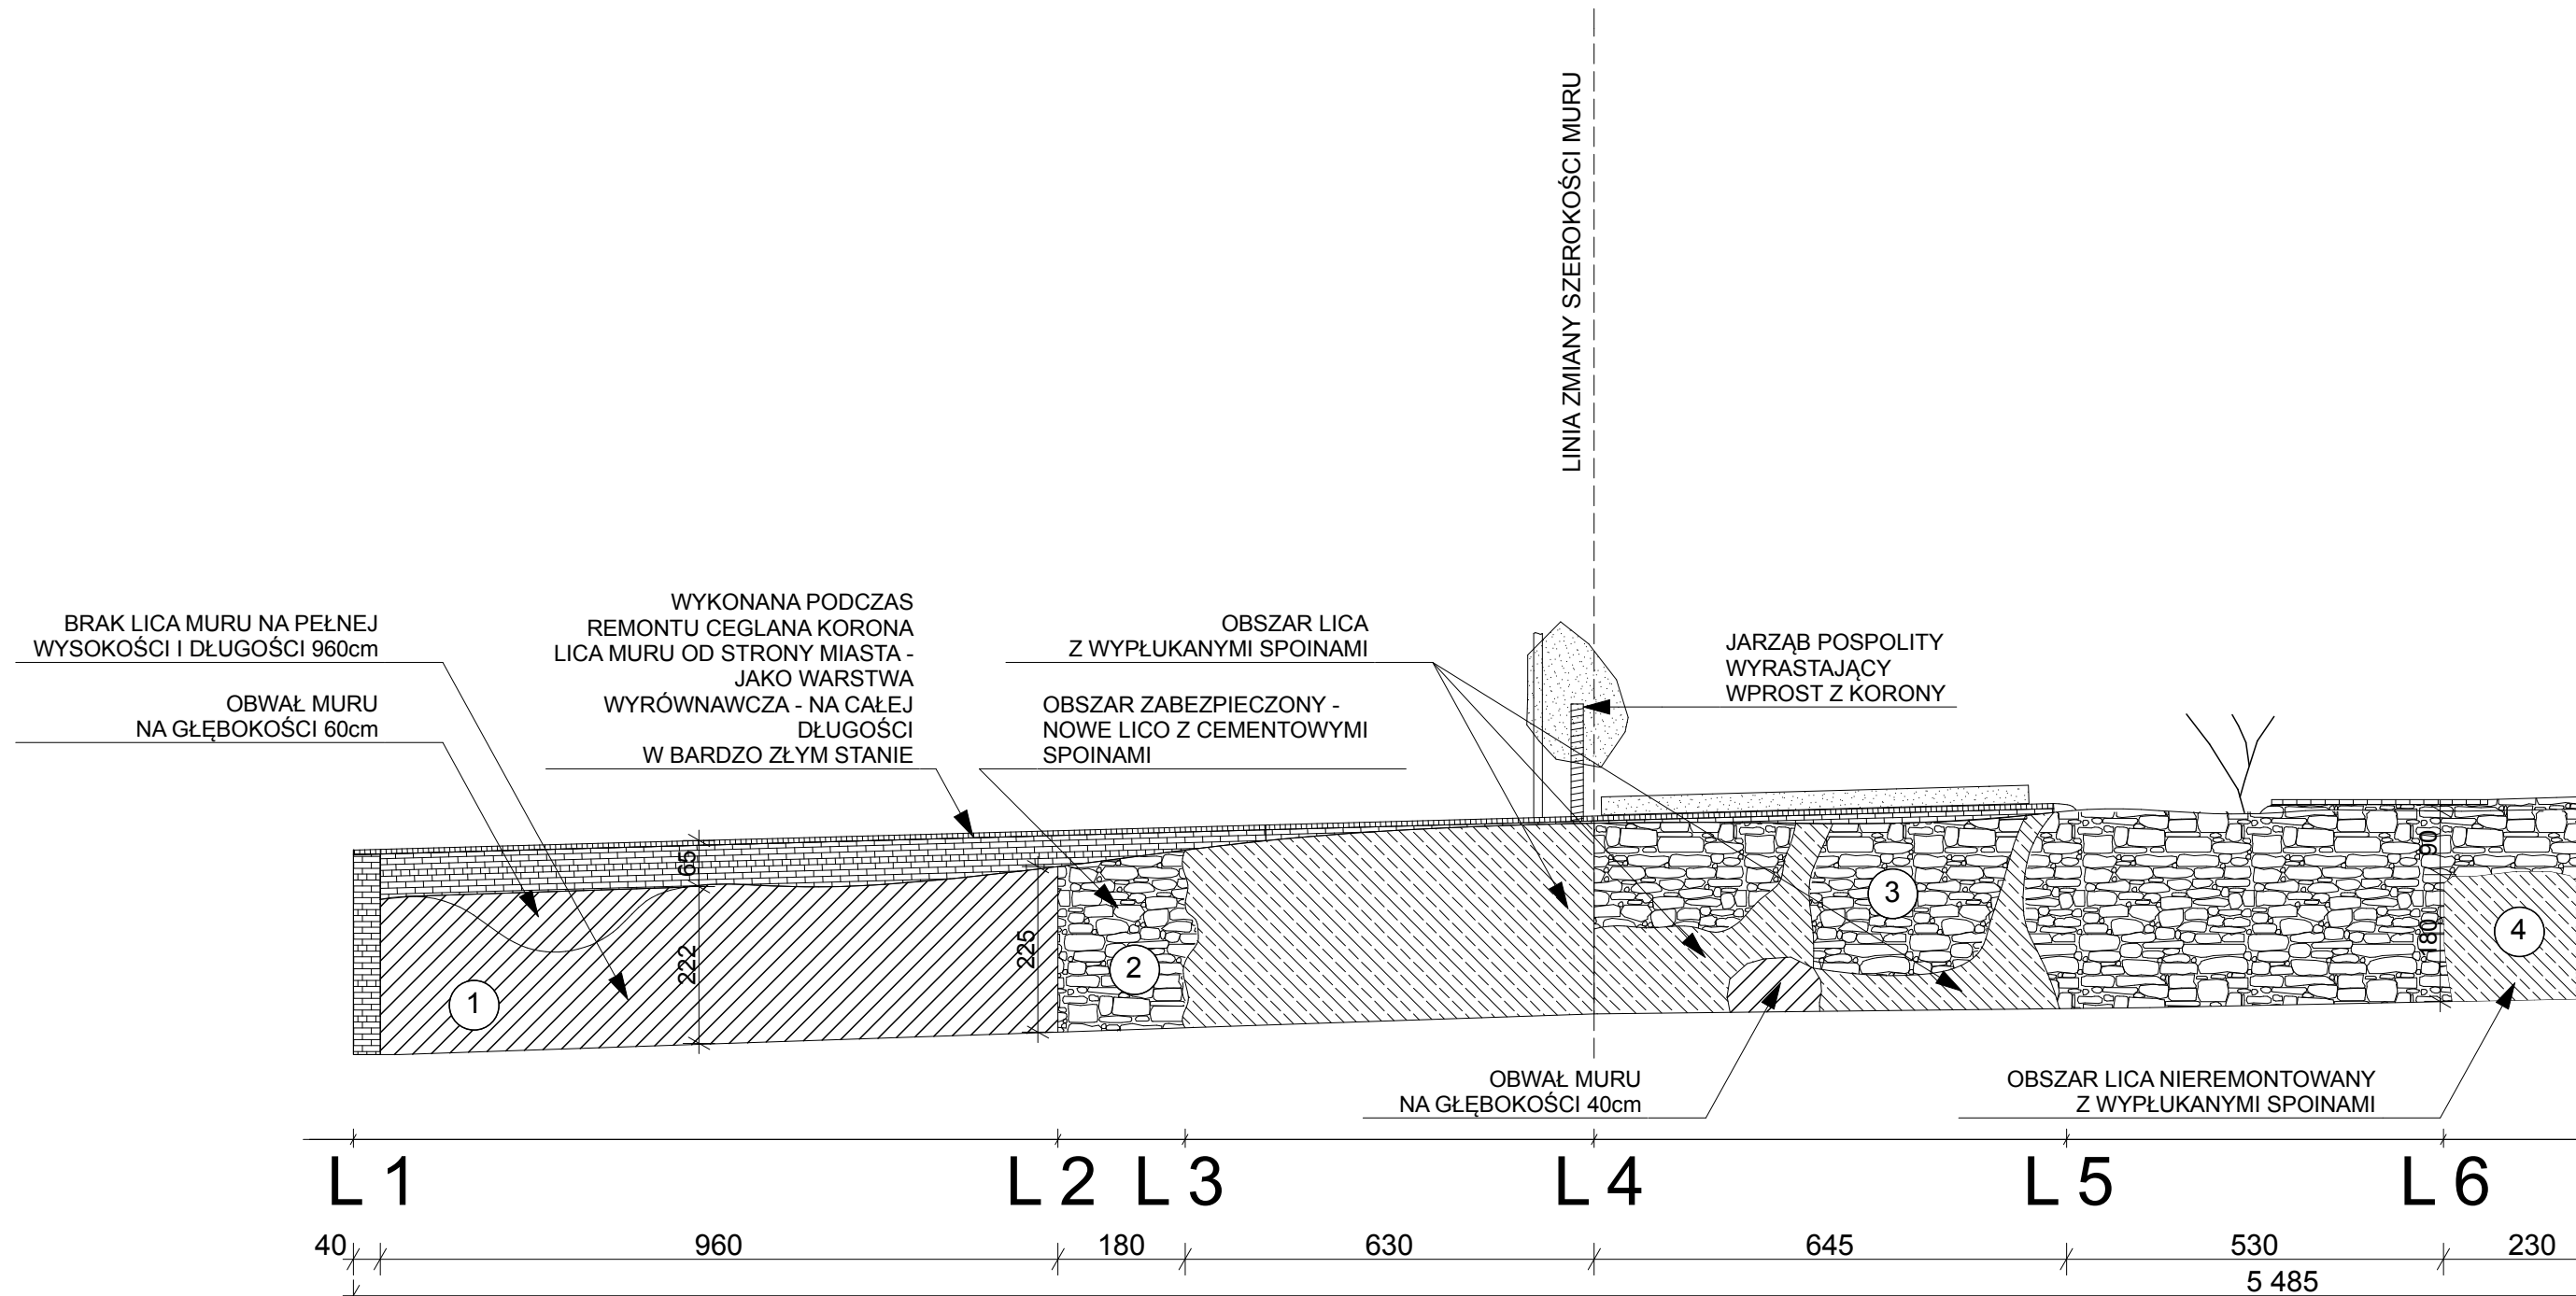 LINIA ZMIANY SZEROKOŚCI MURU
BRAK LICA MURU NA PEŁNEJ
WYSOKOŚCI I DŁUGOŚCI 960cm
OBWAŁ MURU
NA GŁĘBOKOŚCI 60cm
WYKONANA PODCZAS
REMONTU CEGLANA KORONA
LICA MURU OD STRONY MIASTA -
JAKO WARSTWA
WYRÓWNAWCZA - NA CAŁEJ
DŁUGOŚCI
W BARDZO ZŁYM STANIE
OBSZAR LICA
Z WYPŁUKANYMI SPOINAMI
OBSZAR ZABEZPIECZONY -
NOWE LICO Z CEMENTOWYMI
SPOINAMI
JARZĄB POSPOLITY
WYRASTAJĄCY
WPROST Z KORONY
65
222
225
90
180
1
2
3
4
OBWAŁ MURU
NA GŁĘBOKOŚCI 40cm
OBSZAR LICA NIEREMONTOWANY
Z WYPŁUKANYMI SPOINAMI
L 1
L 2
L 3
L 4
L 5
L 6
40
960
180
630
645
530
230
5 485